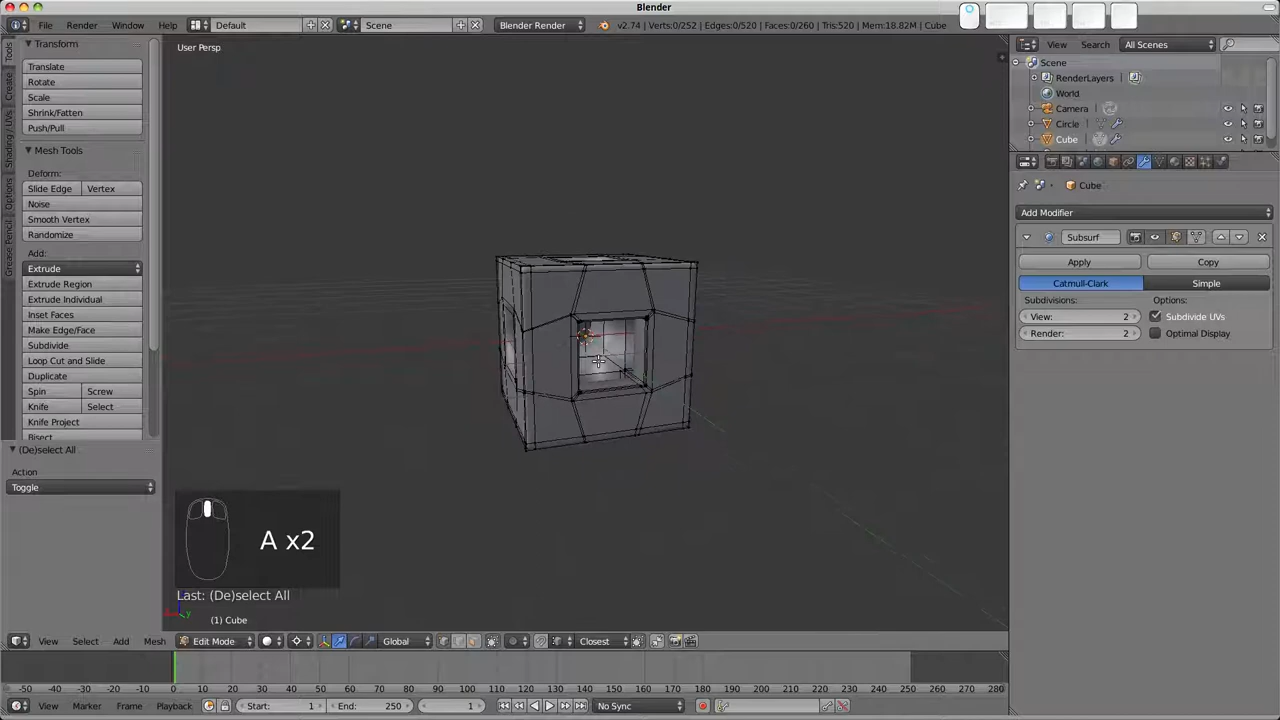 Blender
File Render Window Help Default Scene Blender Render v2.74 | Verts:0/252 | Edges:0/520 | Faces:0/260 | Tris:520 | Mem:18.82M | Cube
Tools
Create
Shading / UVs
Options
Grease Pencil
Transform
Translate
Rotate
Scale
Shrink/Fatten
Push/Pull
Mesh Tools
Deform:
Slide Edge Vertex
Noise
Smooth Vertex
Randomize
Add:
Extrude
Extrude Region
Extrude Individual
Inset Faces
Make Edge/Face
Subdivide
Loop Cut and Slide
Duplicate
Spin Screw
Knife Select
Knife Project
Bisect
(De)select All
Action
Toggle
User Persp
A x2
Last: (De)select All
(1) Cube
View Select Add Mesh Edit Mode Global Closest
View Search All Scenes
Scene
RenderLayers
World
Camera
Circle
Cube
Cube
Add Modifier
Subsurf
Apply Copy
Catmull-Clark Simple
Subdivisions: Options:
View: 2 Subdivide UVs
Render: 2 Optimal Display
-50 -40 -30 -20 -10 0 10 20 30 40 50 60 70 80 90 100 110 120 130 140 150 160 170 180 190 200 210 220 230 240 250 260 270 280
View Marker Frame Playback Start: 1 End: 250 1 No Sync